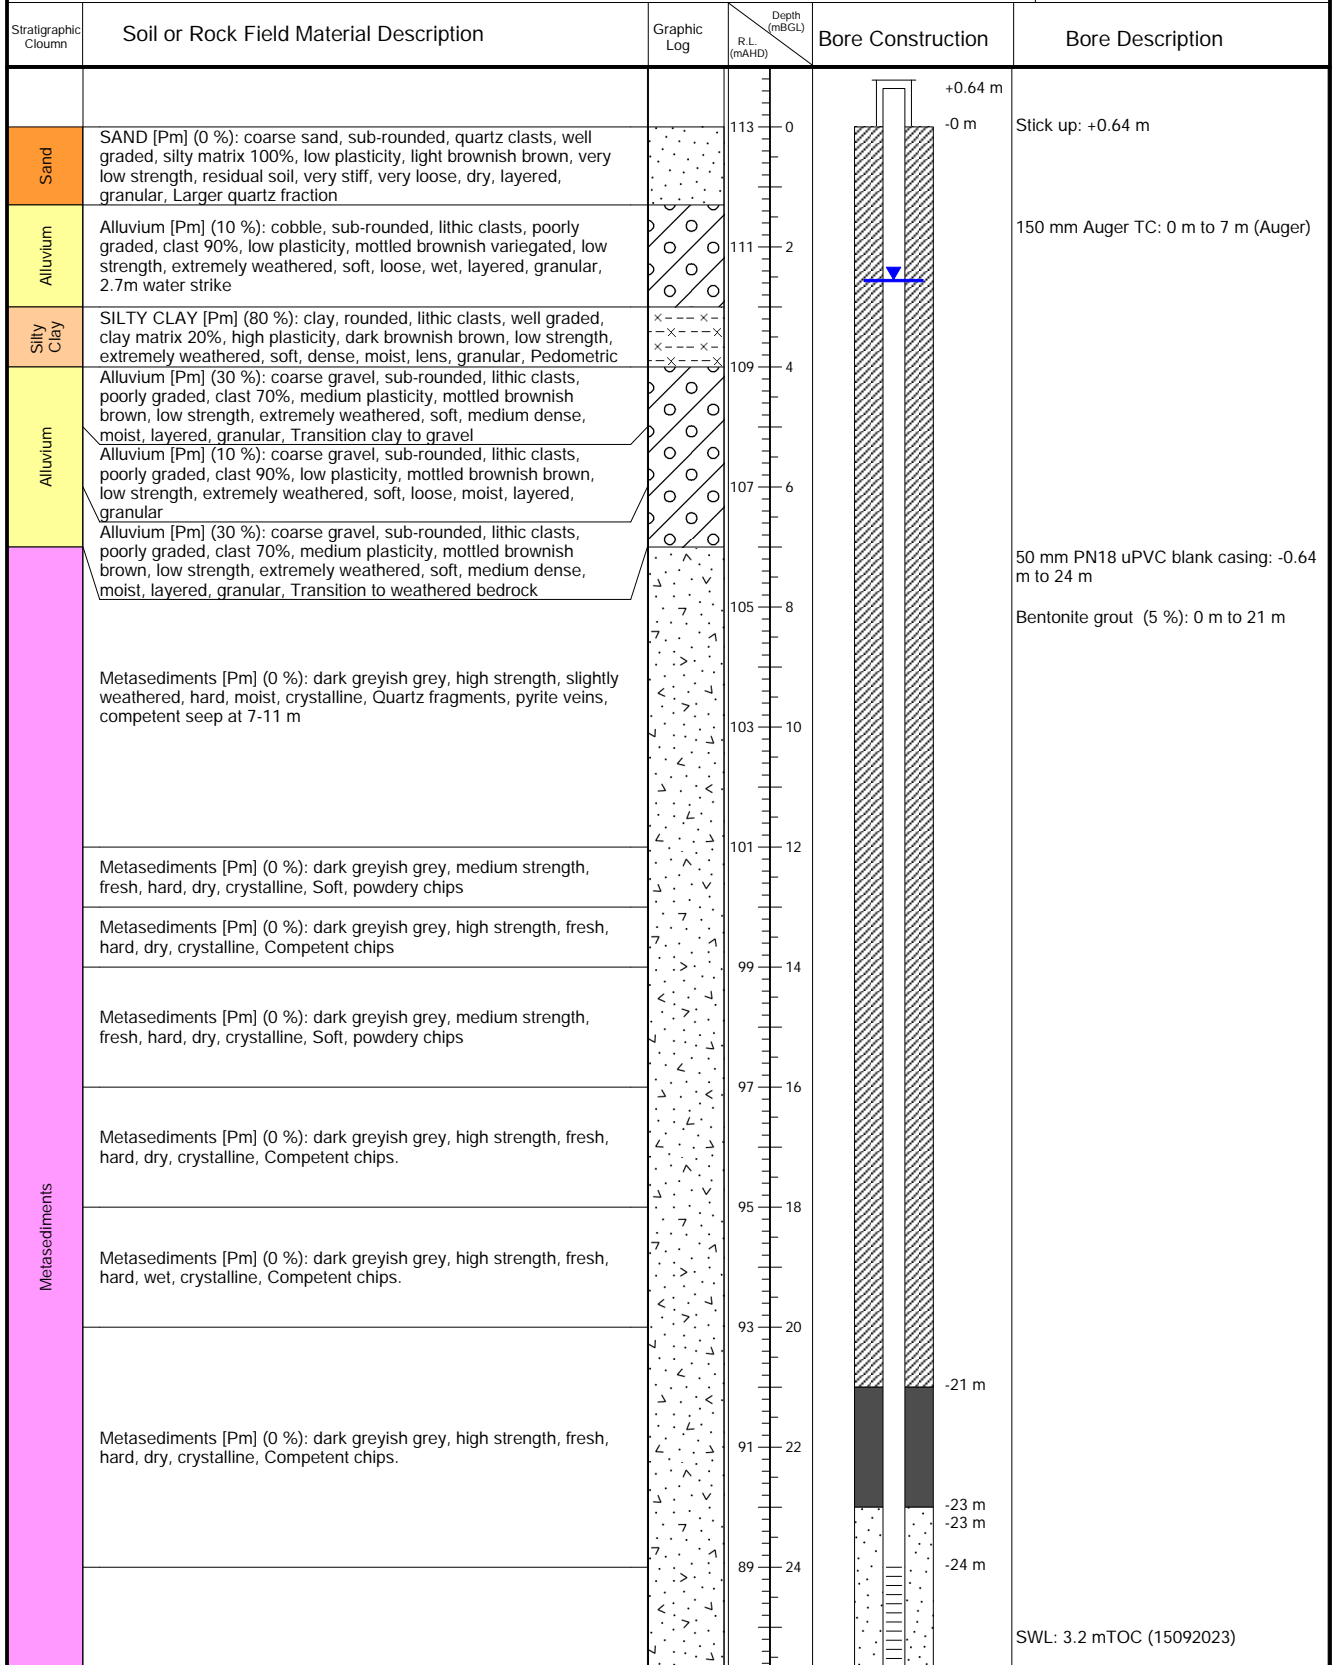 Stratigraphic
Cloumn
Soil or Rock Field Material Description
Graphic
Log
R.L.
(mAHD)
Depth
(mBGL)
Bore Construction
Bore Description
Sand
SAND [Pm] (0 %): coarse sand, sub-rounded, quartz clasts, well
graded, silty matrix 100%, low plasticity, light brownish brown, very
low strength, residual soil, very stiff, very loose, dry, layered,
granular, Larger quartz fraction
Alluvium
Alluvium [Pm] (10 %): cobble, sub-rounded, lithic clasts, poorly
graded, clast 90%, low plasticity, mottled brownish variegated, low
strength, extremely weathered, soft, loose, wet, layered, granular,
2.7m water strike
Silty
Clay
SILTY CLAY [Pm] (80 %): clay, rounded, lithic clasts, well graded,
clay matrix 20%, high plasticity, dark brownish brown, low strength,
extremely weathered, soft, dense, moist, lens, granular, Pedometric
Alluvium
Alluvium [Pm] (30 %): coarse gravel, sub-rounded, lithic clasts,
poorly graded, clast 70%, medium plasticity, mottled brownish
brown, low strength, extremely weathered, soft, medium dense,
moist, layered, granular, Transition clay to gravel
Alluvium [Pm] (10 %): coarse gravel, sub-rounded, lithic clasts,
poorly graded, clast 90%, low plasticity, mottled brownish brown,
low strength, extremely weathered, soft, loose, moist, layered,
granular
Alluvium [Pm] (30 %): coarse gravel, sub-rounded, lithic clasts,
poorly graded, clast 70%, medium plasticity, mottled brownish
brown, low strength, extremely weathered, soft, medium dense,
moist, layered, granular, Transition to weathered bedrock
Metasediments
Metasediments [Pm] (0 %): dark greyish grey, high strength, slightly
weathered, hard, moist, crystalline, Quartz fragments, pyrite veins,
competent seep at 7-11 m
Metasediments [Pm] (0 %): dark greyish grey, medium strength,
fresh, hard, dry, crystalline, Soft, powdery chips
Metasediments [Pm] (0 %): dark greyish grey, high strength, fresh,
hard, dry, crystalline, Competent chips
Metasediments [Pm] (0 %): dark greyish grey, medium strength,
fresh, hard, dry, crystalline, Soft, powdery chips
Metasediments [Pm] (0 %): dark greyish grey, high strength, fresh,
hard, dry, crystalline, Competent chips.
Metasediments [Pm] (0 %): dark greyish grey, high strength, fresh,
hard, wet, crystalline, Competent chips.
Metasediments [Pm] (0 %): dark greyish grey, high strength, fresh,
hard, dry, crystalline, Competent chips.
113 0
111 2
109 4
107 6
105 8
103 10
101 12
99 14
97 16
95 18
93 20
91 22
89 24
+0.64 m
-0 m
-21 m
-23 m
-23 m
-24 m
Stick up: +0.64 m
150 mm Auger TC: 0 m to 7 m (Auger)
50 mm PN18 uPVC blank casing: -0.64
m to 24 m
Bentonite grout (5 %): 0 m to 21 m
SWL: 3.2 mTOC (15092023)